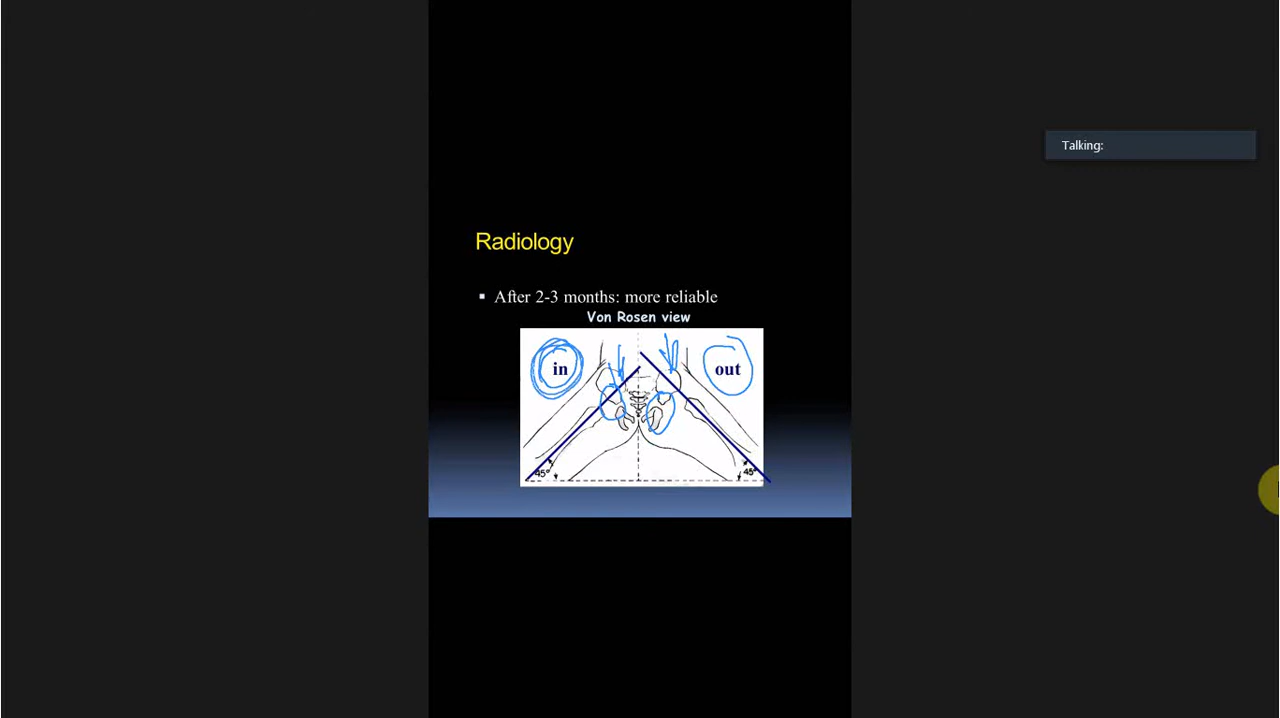 Talking:
Radiology
▪ After 2-3 months: more reliable
Von Rosen view
in
out
45°
45°